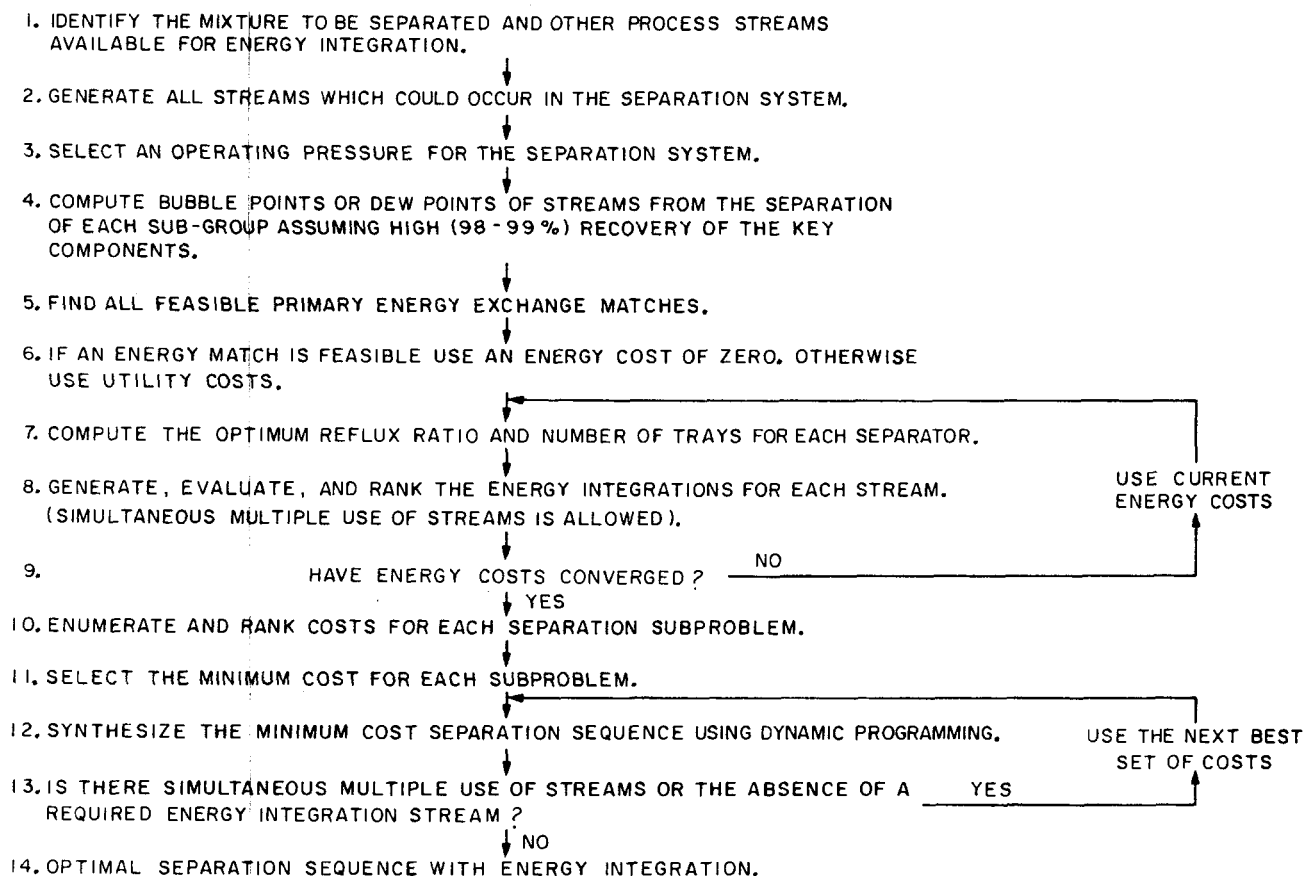 1. IDENTIFY THE MIXTURE TO BE SEPARATED AND OTHER PROCESS STREAMS
AVAILABLE FOR ENERGY INTEGRATION.
2. GENERATE ALL STREAMS WHICH COULD OCCUR IN THE SEPARATION SYSTEM.
3. SELECT AN OPERATING PRESSURE FOR THE SEPARATION SYSTEM.
4. COMPUTE BUBBLE POINTS OR DEW POINTS OF STREAMS FROM THE SEPARATION
OF EACH SUB-GROUP ASSUMING HIGH (98-99%) RECOVERY OF THE KEY
COMPONENTS.
5. FIND ALL FEASIBLE PRIMARY ENERGY EXCHANGE MATCHES.
6. IF AN ENERGY MATCH IS FEASIBLE USE AN ENERGY COST OF ZERO. OTHERWISE
USE UTILITY COSTS.
7. COMPUTE THE OPTIMUM REFLUX RATIO AND NUMBER OF TRAYS FOR EACH SEPARATOR.
8. GENERATE, EVALUATE, AND RANK THE ENERGY INTEGRATIONS FOR EACH STREAM.
(SIMULTANEOUS MULTIPLE USE OF STREAMS IS ALLOWED).
USE CURRENT
ENERGY COSTS
9. HAVE ENERGY COSTS CONVERGED? NO
YES
10. ENUMERATE AND RANK COSTS FOR EACH SEPARATION SUBPROBLEM.
11. SELECT THE MINIMUM COST FOR EACH SUBPROBLEM.
12. SYNTHESIZE THE MINIMUM COST SEPARATION SEQUENCE USING DYNAMIC PROGRAMMING.
USE THE NEXT BEST
SET OF COSTS
13. IS THERE SIMULTANEOUS MULTIPLE USE OF STREAMS OR THE ABSENCE OF A YES
REQUIRED ENERGY INTEGRATION STREAM?
NO
14. OPTIMAL SEPARATION SEQUENCE WITH ENERGY INTEGRATION.